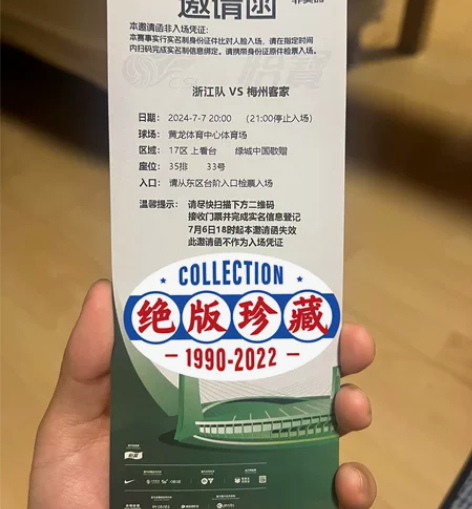 邀请函
本邀请函非入场凭证:
本赛事实行实名制身份证件比对人脸入场,请在指定时间
内扫码完成实名制信息绑定。请携带身份证原件检票入场。
浙江队 VS 梅州客家
日期: 2024-7-7 20:00 (21:00停止入场)
球场: 黄龙体育中心体育场
区域: 17区 上看台 绿城中国敬赠
座位: 35排 33号
入口: 请从东区台阶入口检票入场
温馨提示: 请尽快扫描下方二维码
接收门票并完成实名信息登记
7月6日18时起本邀请函失效
此邀请函不作为入场凭证
COLLECTION
绝版珍藏
1990-2022